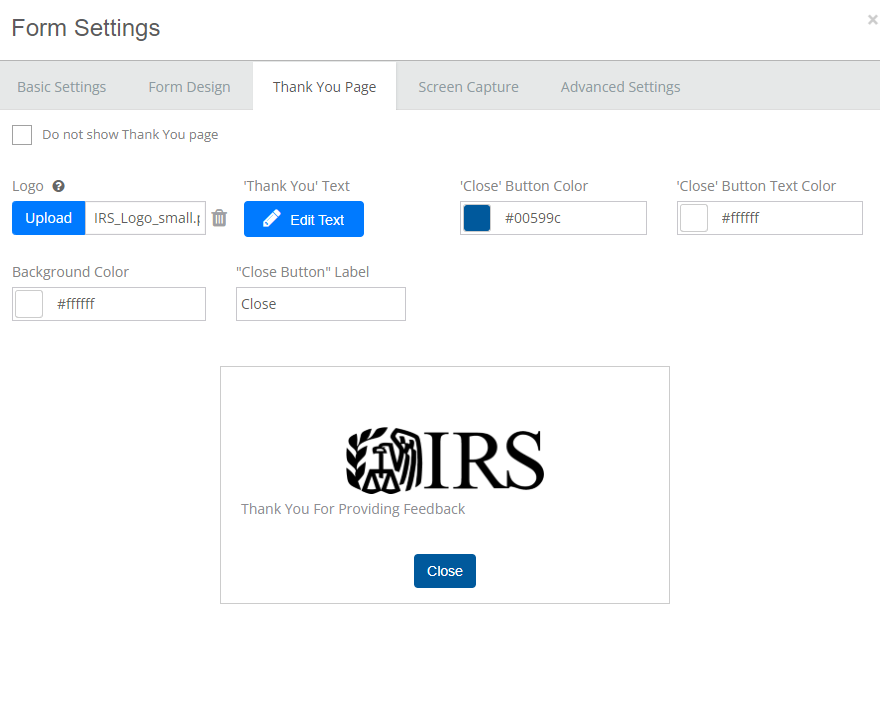 Form Settings
×
Basic Settings Form Design Thank You Page Screen Capture Advanced Settings
Do not show Thank You page
Logo ? 'Thank You' Text 'Close' Button Color 'Close' Button Text Color
Upload IRS_Logo_small.p Edit Text #00599c #ffffff
Background Color "Close Button" Label
#ffffff Close
IRS
Thank You For Providing Feedback
Close